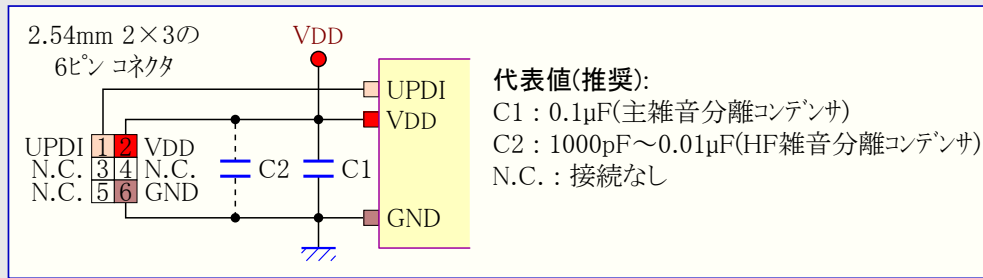 2.54mm 2×3の
6ピン コネクタ
VDD
UPDI
VDD
UPDI 1 2 VDD
N.C. 3 4 N.C.
N.C. 5 6 GND
C2
C1
GND
代表値(推奨):
C1 : 0.1µF(主雑音分離コンデンサ)
C2 : 1000pF～0.01µF(HF雑音分離コンデンサ)
N.C. : 接続なし